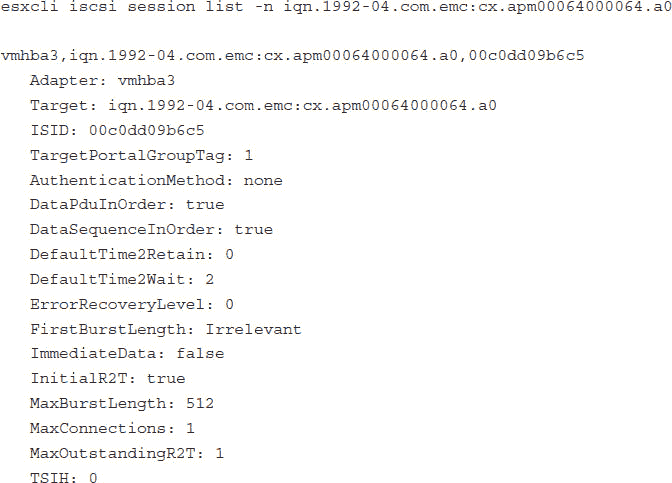 esxcli iscsi session list -n iqn.1992-04.com.emc:cx.apm00064000064.a0
vmhba3,iqn.1992-04.com.emc:cx.apm00064000064.a0,00c0dd09b6c5
Adapter: vmhba3
Target: iqn.1992-04.com.emc:cx.apm00064000064.a0
ISID: 00c0dd09b6c5
TargetPortalGroupTag: 1
AuthenticationMethod: none
DataPduInOrder: true
DataSequenceInOrder: true
DefaultTime2Retain: 0
DefaultTime2Wait: 2
ErrorRecoveryLevel: 0
FirstBurstLength: Irrelevant
ImmediateData: false
InitialR2T: true
MaxBurstLength: 512
MaxConnections: 1
MaxOutstandingR2T: 1
TSIH: 0